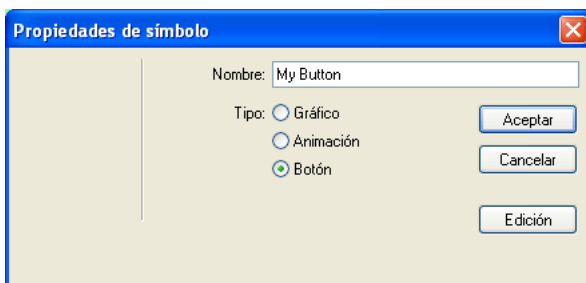 Propiedades de símbolo
Nombre: My Button
Tipo: Gráfico
Animación
Botón
Aceptar
Cancelar
Edición